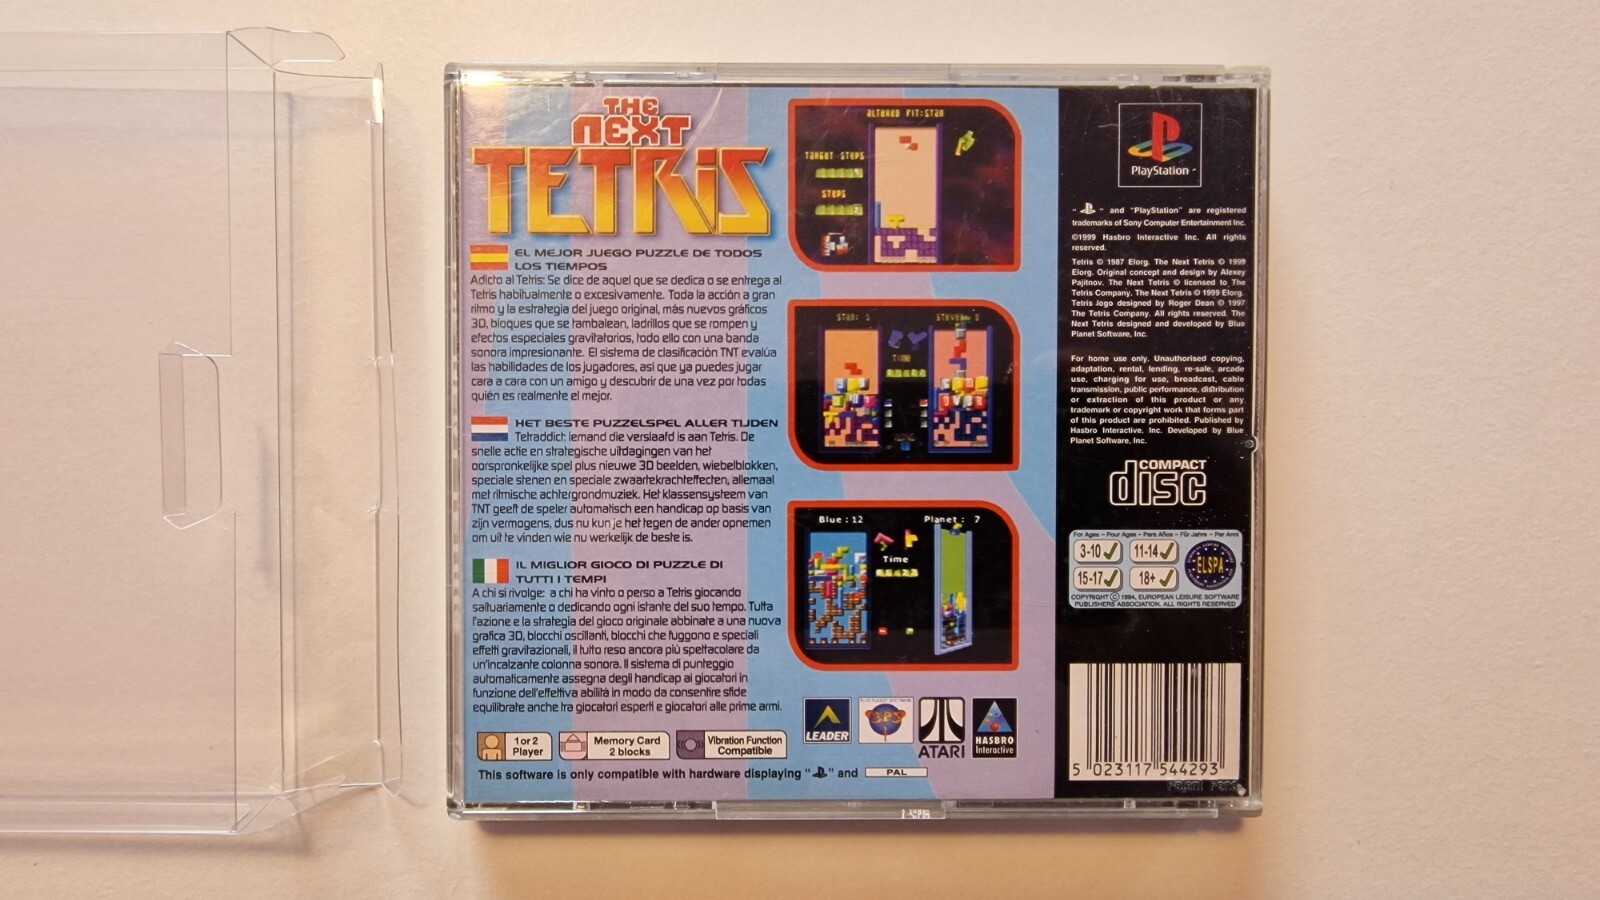 THE
NEXT
TETRiS
EL MEJOR JUEGO PUZZLE DE TODOS
LOS TIEMPOS
Adicto al Tetris: Se dice de aquel que se dedica o se entrega al
Tetris habitualmente o excesivamente. Toda la acción a gran
ritmo y la estrategia del juego original, más nuevos gráficos
3D, bloques que se tambalean, ladrillos que se rompen y
efectos especiales gravitatorios, todo ello con una banda
sonora impresionante. El sistema de clasificación TNT evalúa
las habilidades de los jugadores, así que ya puedes jugar
cara a cara con un amigo y descubrir de una vez por todas
quién es realmente el mejor.
HET BESTE PUZZELSPEL ALLER TIJDEN
Tetraddict: iemand die verslaafd is aan Tetris. De
snelle actie en strategische uitdagingen van het
oorspronkelijke spel plus nieuwe 3D beelden, wiebelblokken,
speciale stenen en speciale zwaartekrachteffecten, allemaal
met ritmische achtergrondmuziek. Het klassensysteem van
TNT geeft de speler automatisch een handicap op basis van
zijn vermogens, dus nu kun je het tegen de ander opnemen
om uit te vinden wie nu werkelijk de beste is.
IL MIGLIOR GIOCO DI PUZZLE DI
TUTTI I TEMPI
A chi si rivolge: a chi ha vinto o perso a Tetris giocando
saltuariamente o dedicando ogni istante del suo tempo. Tutta
l'azione e la strategia del gioco originale abbinate a una nuova
grafica 3D, blocchi oscillanti, blocchi che fuggono e speciali
effetti gravitazionali, il tutto reso ancora più spettacolare da
un'incalzante colonna sonora. Il sistema di punteggio
automaticamente assegna degli handicap ai giocatori in
funzione dell'effettiva abilità in modo da consentire sfide
equilibrate anche tra giocatori esperti e giocatori alle prime armi.
1 or 2
Player
Memory Card
2 blocks
Vibration Function
Compatible
This software is only compatible with hardware displaying " " and PAL
ALTERED FIT:STAN
TARGET STEPS
STEPS
STAN: 5
STEVEN: 6
TIME
Blue : 12
Planet : 7
Time
LEADER
BPS
ATARI
HASBRO
Interactive
PlayStation
" " and "PlayStation" are registered
trademarks of Sony Computer Entertainment Inc.
©1999 Hasbro Interactive Inc. All rights
reserved.
Tetris © 1987 Elorg. The Next Tetris © 1999
Elorg. Original concept and design by Alexey
Pajitnov. The Next Tetris © licensed to The
Tetris Company. The Next Tetris © 1999 Elorg.
Tetris logo designed by Roger Dean © 1997
The Tetris Company. All rights reserved. The
Next Tetris designed and developed by Blue
Planet Software, Inc.
For home use only. Unauthorised copying,
adaptation, rental, lending, re-sale, arcade
use, charging for use, broadcast, cable
transmission, public performance, distribution
or extraction of this product or any
trademark or copyright work that forms part
of this product are prohibited. Published by
Hasbro Interactive, Inc. Developed by Blue
Planet Software, Inc.
COMPACT
disc
For Ages – Pour Ages – Para Años – Für Jahre – Per Anni
3-10
11-14
15-17
18+
ELSPA
COPYRIGHT © 1994, EUROPEAN LEISURE SOFTWARE
PUBLISHERS ASSOCIATION. ALL RIGHTS RESERVED
5 023117 544293